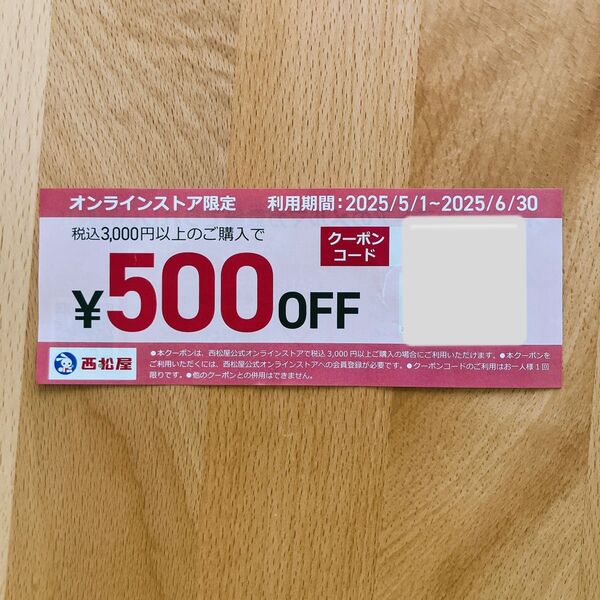 オンラインストア限定 利用期間:2025/5/1~2025/6/30
税込3,000円以上のご購入で
¥500OFF
クーポン
コード
西松屋
●本クーポンは、西松屋公式オンラインストアで税込 3,000 円以上ご購入の場合にご利用いただけます。●本クーポンを
ご利用いただくには、西松屋公式オンラインストアへの会員登録が必要です。●クーポンコードのご利用はお一人様 1 回
限りです。●他のクーポンとの併用はできません。